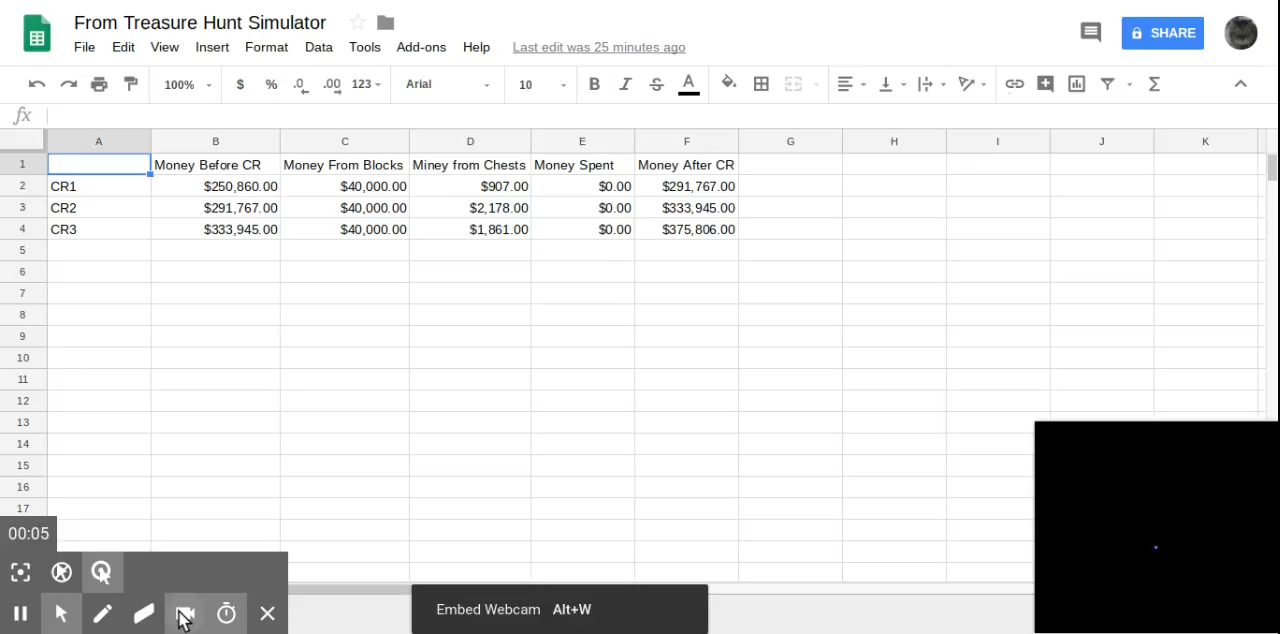 From Treasure Hunt Simulator
File Edit View Insert Format Data Tools Add-ons Help Last edit was 25 minutes ago
SHARE
100% $ % .0 .00 123 Arial 10 B I S A Σ
fx
A B C D E F G H I J K
1 Money Before CR Money From Blocks Miney from Chests Money Spent Money After CR
2 CR1 $250,860.00 $40,000.00 $907.00 $0.00 $291,767.00
3 CR2 $291,767.00 $40,000.00 $2,178.00 $0.00 $333,945.00
4 CR3 $333,945.00 $40,000.00 $1,861.00 $0.00 $375,806.00
5
6
7
8
9
10
11
12
13
14
15
16
17
00:05
Embed Webcam Alt+W